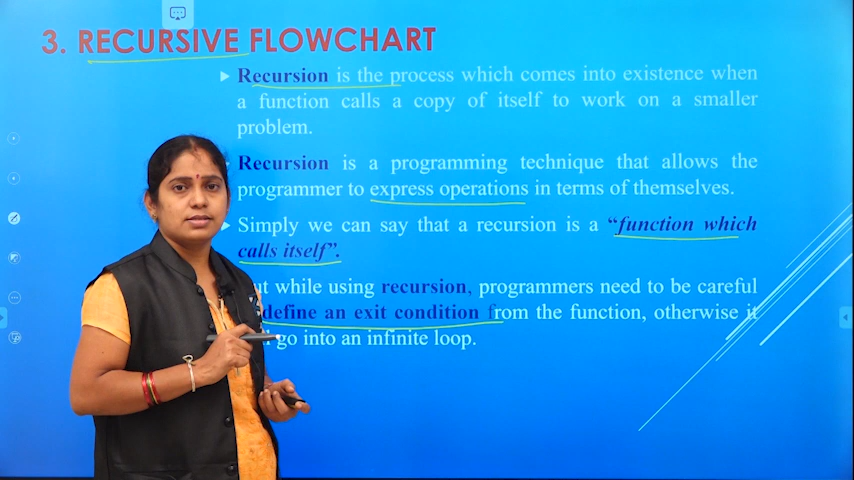 3. RECURSIVE FLOWCHART
Recursion is the process which comes into existence when
a function calls a copy of itself to work on a smaller
problem.
Recursion is a programming technique that allows the
programmer to express operations in terms of themselves.
Simply we can say that a recursion is a “function which
calls itself”.
while using recursion, programmers need to be careful
define an exit condition from the function, otherwise it
go into an infinite loop.